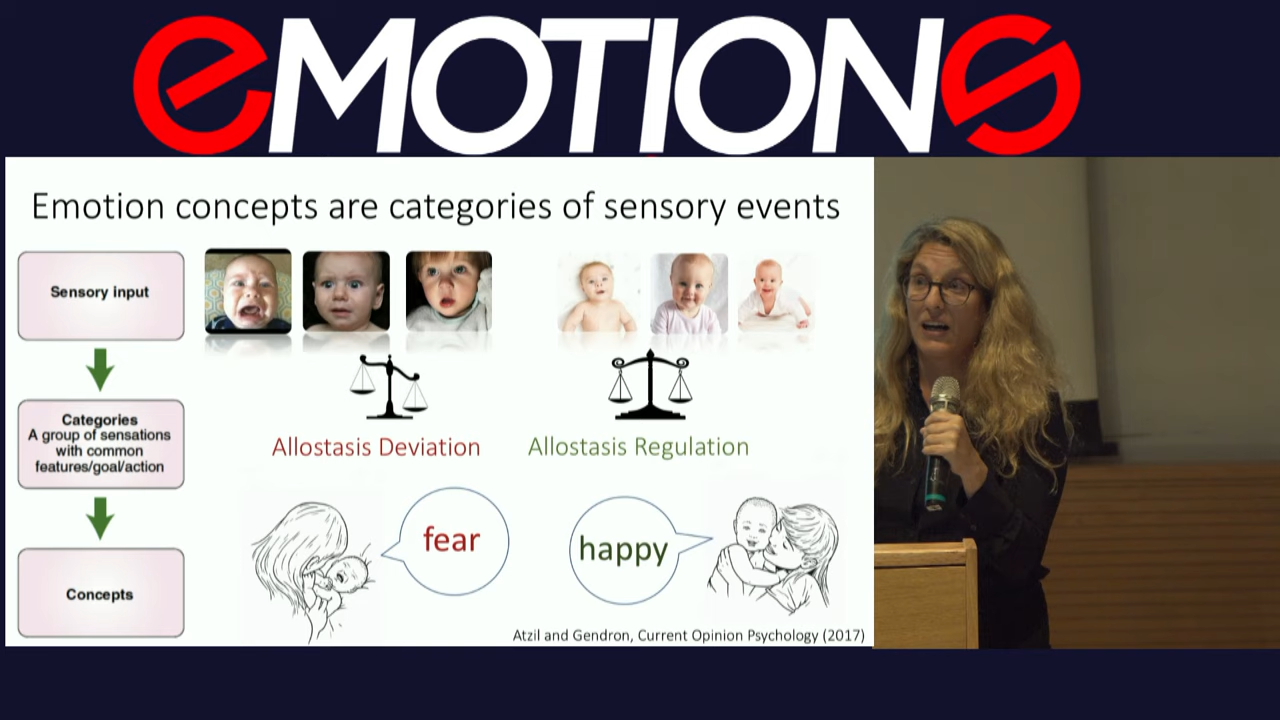 eMOTIONS
Emotion concepts are categories of sensory events
Sensory input
Categories
A group of sensations
with common
features/goal/action
Concepts
Allostasis Deviation
Allostasis Regulation
fear
happy
Atzil and Gendron, Current Opinion Psychology (2017)